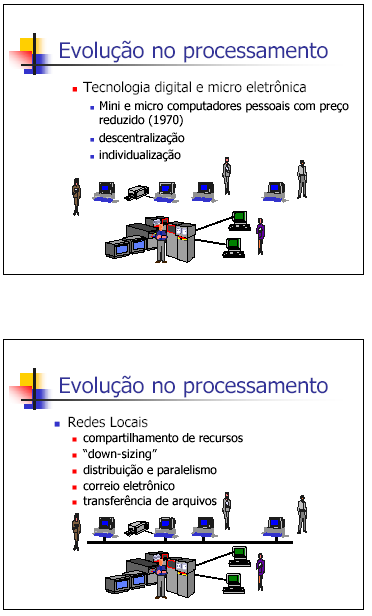 Evolução no processamento
Tecnologia digital e micro eletrônica
Mini e micro computadores pessoais com preço
reduzido (1970)
descentralização
individualização
Evolução no processamento
Redes Locais
compartilhamento de recursos
“down-sizing”
distribuição e paralelismo
correio eletrônico
transferência de arquivos